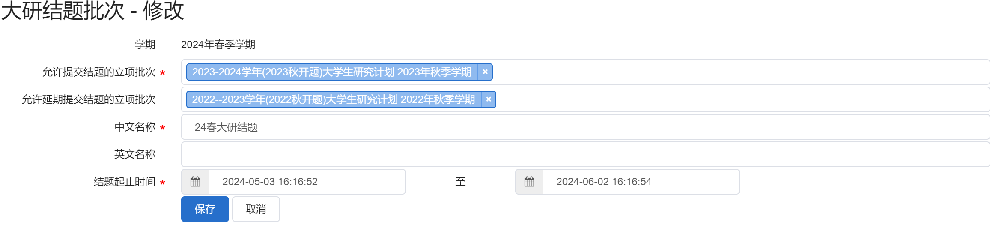 大研结题批次 - 修改
学期 2024年春季学期
允许提交结题的立项批次 * 2023-2024学年(2023秋开题)大学生研究计划 2023年秋季学期 ×
允许延期提交结题的立项批次 2022--2023学年(2022秋开题)大学生研究计划 2022年秋季学期 ×
中文名称 * 24春大研结题
英文名称
结题起止时间 * 2024-05-03 16:16:52 至 2024-06-02 16:16:54
保存 取消